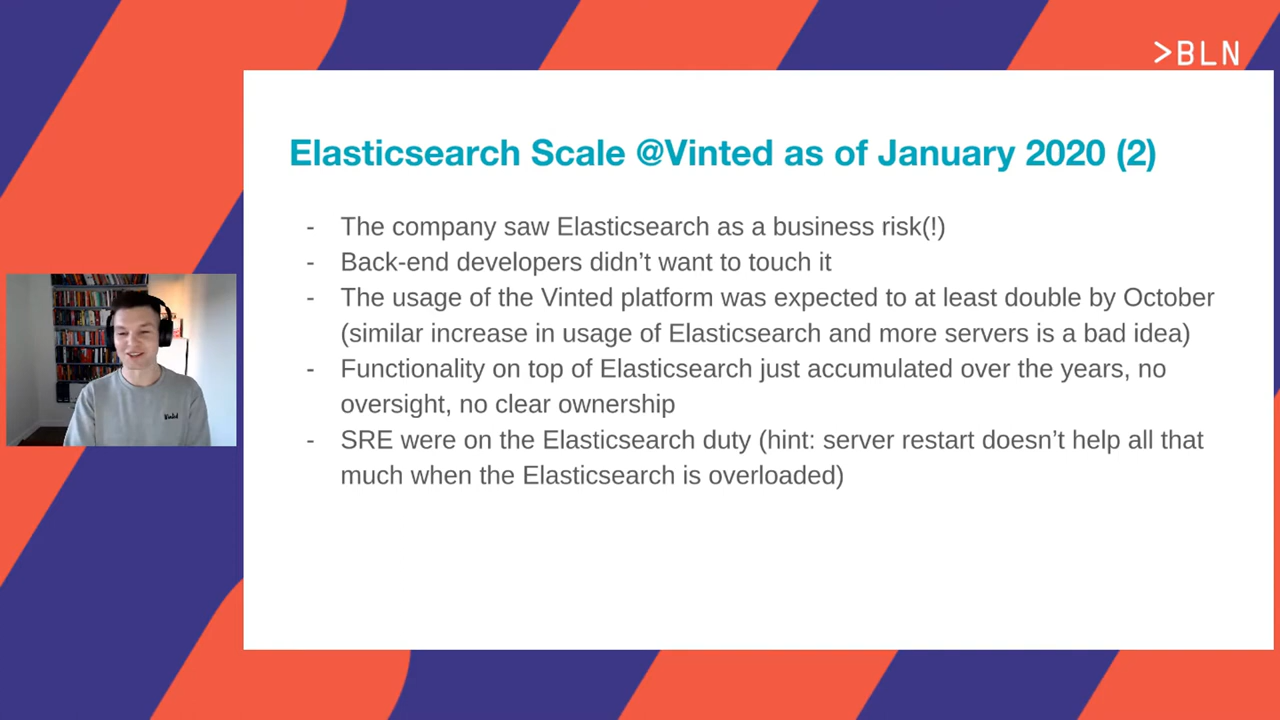 >BLN
Elasticsearch Scale @Vinted as of January 2020 (2)
- The company saw Elasticsearch as a business risk(!)
- Back-end developers didn’t want to touch it
- The usage of the Vinted platform was expected to at least double by October
(similar increase in usage of Elasticsearch and more servers is a bad idea)
- Functionality on top of Elasticsearch just accumulated over the years, no
oversight, no clear ownership
- SRE were on the Elasticsearch duty (hint: server restart doesn’t help all that
much when the Elasticsearch is overloaded)
Vinted